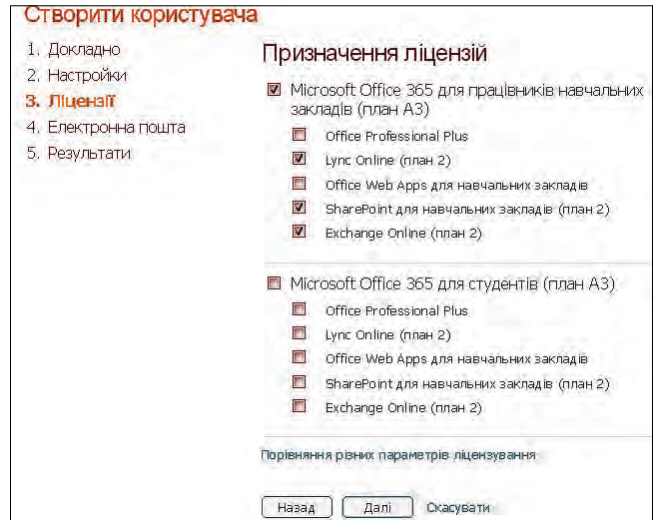 Створити користувача
1. Докладно
2. Настройки
3. Ліцензії
4. Електронна пошта
5. Результати
Призначення ліцензій
Microsoft Office 365 для працівників навчальних
закладів (план A3)
Office Professional Plus
Lync Online (план 2)
Office Web Apps для навчальних закладів
SharePoint для навчальних закладів (план 2)
Exchange Online (план 2)
Microsoft Office 365 для студентів (план A3)
Office Professional Plus
Lync Online (план 2)
Office Web Apps для навчальних закладів
SharePoint для навчальних закладів (план 2)
Exchange Online (план 2)
Порівняння різних параметрів ліцензування
Назад Далі Скасувати